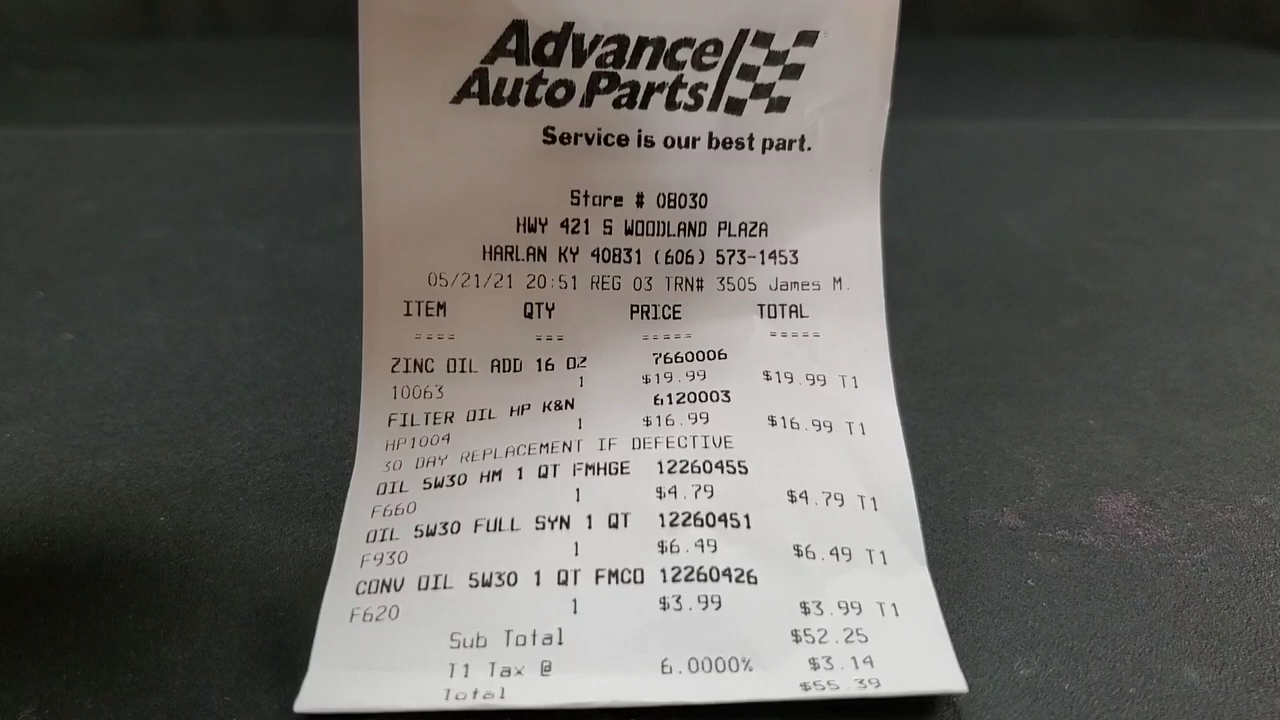 Advance
Auto Parts
Service is our best part.
Store # 08030
HWY 421 S WOODLAND PLAZA
HARLAN KY 40831 (606) 573-1453
05/21/21 20:51 REG 03 TRN# 3505 James M.
ITEM QTY PRICE TOTAL
==== === ===== =====
ZINC OIL ADD 16 OZ 7660006
10063 1 $19.99 $19.99 T1
FILTER OIL HP K&N 6120003
HP1004 1 $16.99 $16.99 T1
30 DAY REPLACEMENT IF DEFECTIVE
OIL 5W30 HM 1 QT FMHGE 12260455
F660 1 $4.79 $4.79 T1
OIL 5W30 FULL SYN 1 QT 12260451
F930 1 $6.49 $6.49 T1
CONV OIL 5W30 1 QT FMCO 12260426
F620 1 $3.99 $3.99 T1
Sub Total $52.25
T1 Tax @ 6.0000% $3.14
Total $55.39